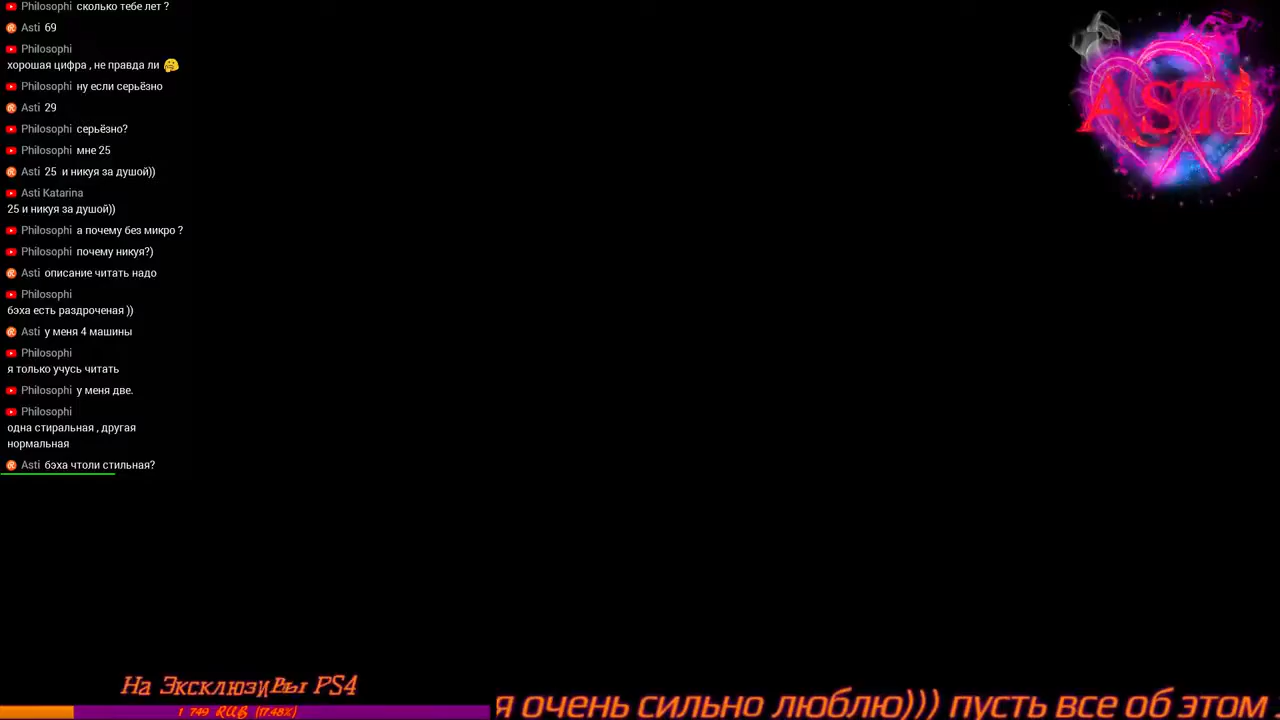 Philosophi сколько тебе лет ?
Asti 69
Philosophi
хорошая цифра , не правда ли 🤔
Philosophi ну если серьёзно
Asti 29
Philosophi серьёзно?
Philosophi мне 25
Asti 25 и никуя за душой))
Asti Katarina
25 и никуя за душой))
Philosophi а почему без микро ?
Philosophi почему никуя?)
Asti описание читать надо
Philosophi
бэха есть раздроченая ))
Asti у меня 4 машины
Philosophi
я только учусь читать
Philosophi у меня две.
Philosophi
одна стиральная , другая
нормальная
Asti бэха чтоли стильная?
Asti
На Эксклюзивы PS4
1 749 RUB (17.48%)
я очень сильно люблю))) пусть все об этом